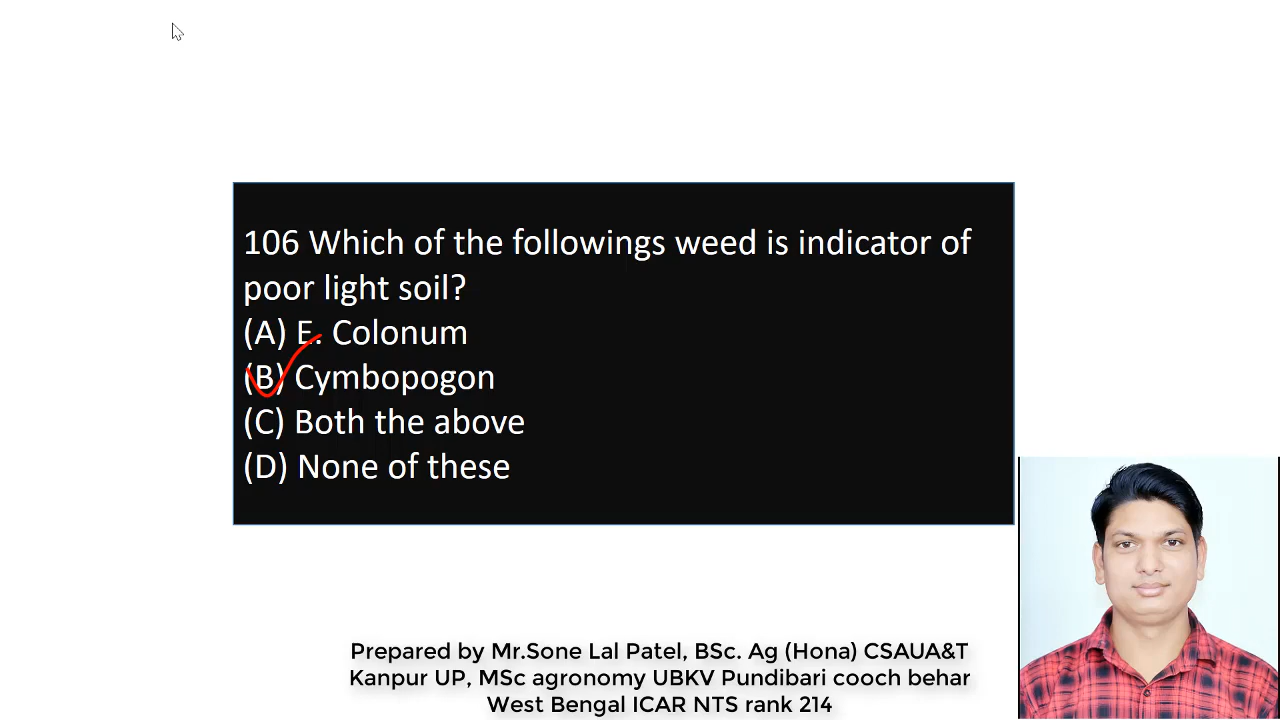 106 Which of the followings weed is indicator of
poor light soil?
(A) E. Colonum
(B) Cymbopogon
(C) Both the above
(D) None of these
Prepared by Mr.Sone Lal Patel, BSc. Ag (Hona) CSAUA&T
Kanpur UP, MSc agronomy UBKV Pundibari cooch behar
West Bengal ICAR NTS rank 214